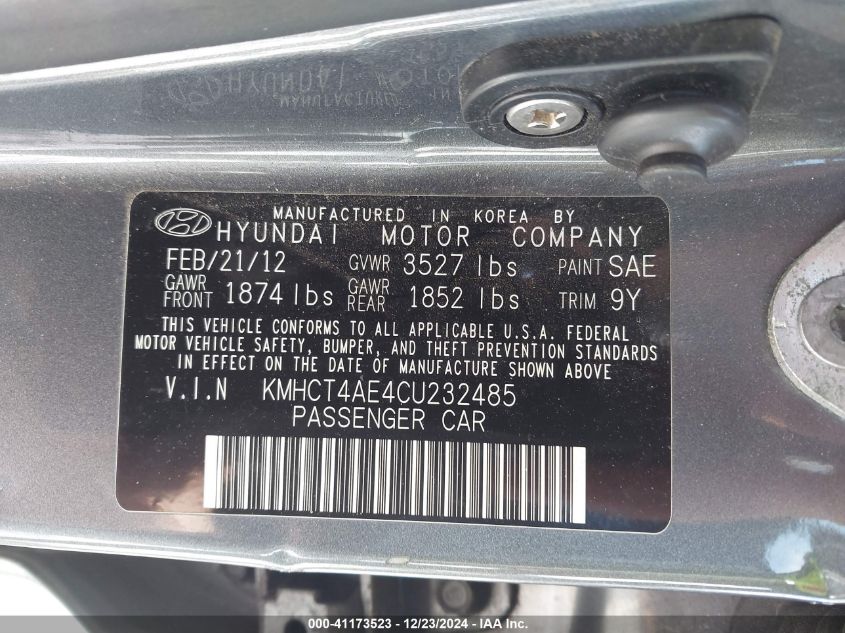 MANUFACTURED IN KOREA BY
HYUNDAI MOTOR COMPANY
FEB/21/12 GVWR 3527 lbs PAINT SAE
GAWR FRONT 1874 lbs GAWR REAR 1852 lbs TRIM 9Y
THIS VEHICLE CONFORMS TO ALL APPLICABLE U.S.A. FEDERAL
MOTOR VEHICLE SAFETY, BUMPER, AND THEFT PREVENTION STANDARDS
IN EFFECT ON THE DATE OF MANUFACTURE SHOWN ABOVE
V.I.N KMHCT4AE4CU232485
PASSENGER CAR
000-41173523 - 12/23/2024 - IAA Inc.